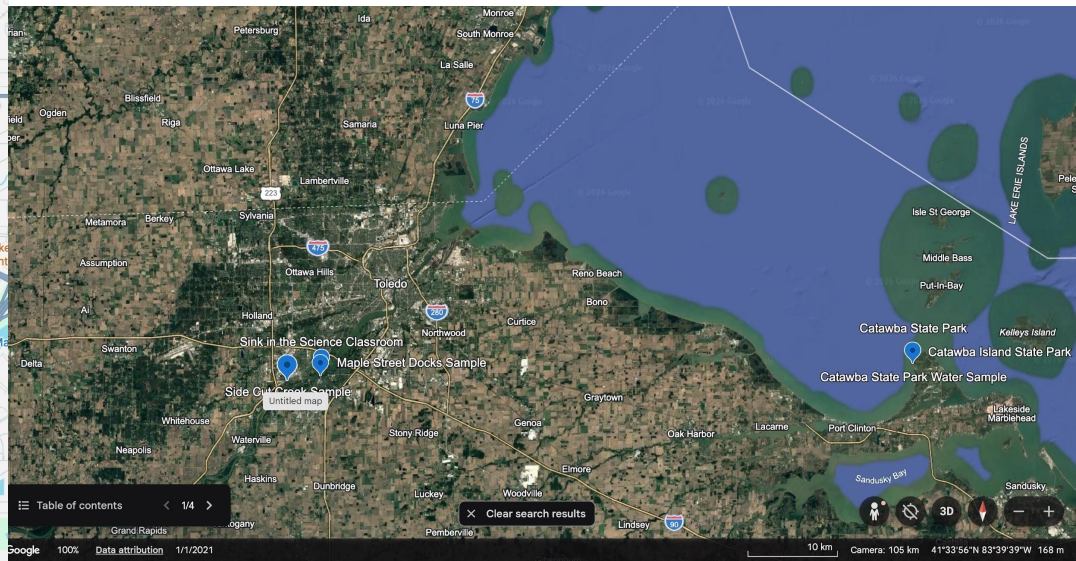 Ida
Monroe
Petersburg
South Monroe
La Salle
Blissfield
75
Ogden
Riga
Samaria
Luna Pier
LAKE ERIE ISLANDS
Ottawa Lake
Lambertville
223
Isle St George
Metamora
Berkey
Sylvania
475
Middle Bass
Assumption
Ottawa Hills
Reno Beach
Toledo
Put-In-Bay
Bono
Al
280
Holland
Curtice
Catawba State Park
Kelleys Island
Northwood
Sink in the Science Classroom
Swanton
Catawba Island State Park
Delta
Maple Street Docks Sample
Catawba State Park Water Sample
Side Cut Creek Sample
Untitled map
Graytown
Lakeside
Marblehead
Whitehouse
Genoa
Lacarne
Port Clinton
Waterville
Stony Ridge
Oak Harbor
Neapolis
Elmore
Sandusky Bay
Haskins
Dunbridge
Luckey
Woodville
Sandusky
Table of contents
1/4
Clear search results
3D
Grand Rapids
Lindsey
90
Pemberville
Google 100% Data attribution 1/1/2021
10 km Camera: 105 km 41°33'56"N 83°39'39"W 168 m